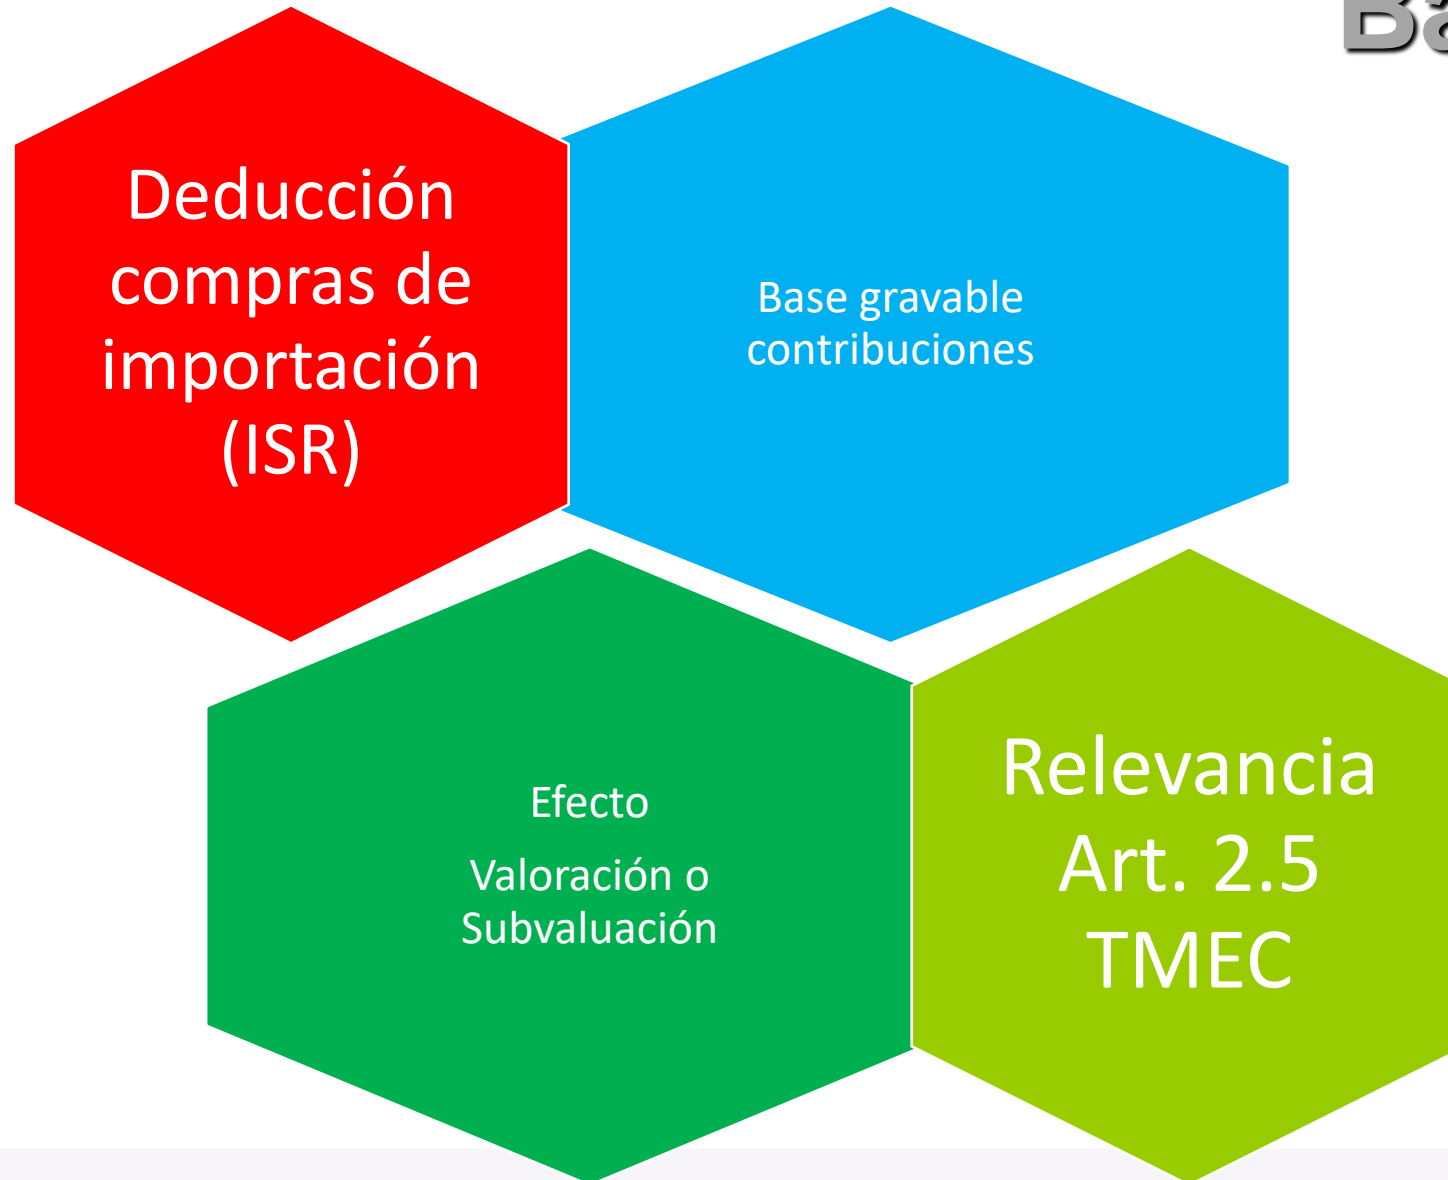 Deducción
compras de
importación
(ISR)
Base gravable
contribuciones
Efecto
Valoración o
Subvaluación
Relevancia
Art. 2.5
TMEC